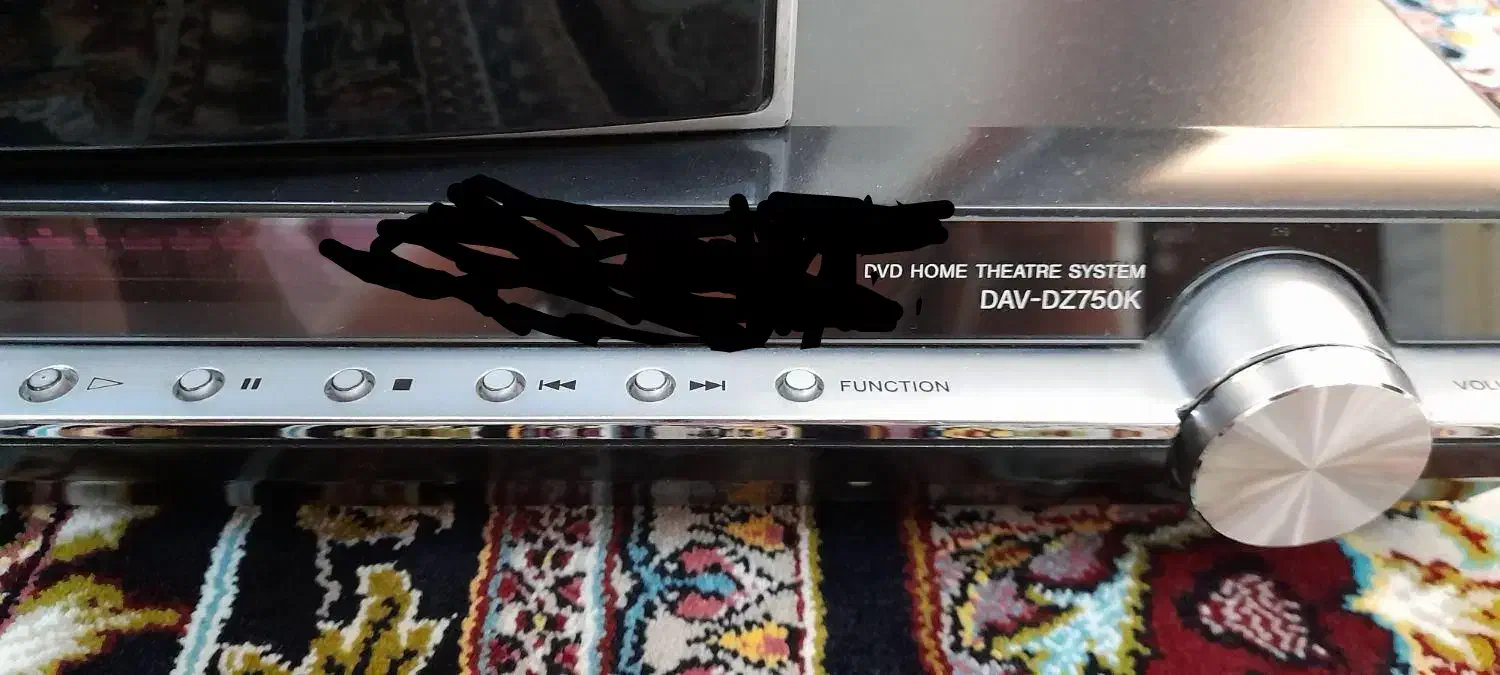 DVD HOME THEATRE SYSTEM
DAV-DZ750K
FUNCTION